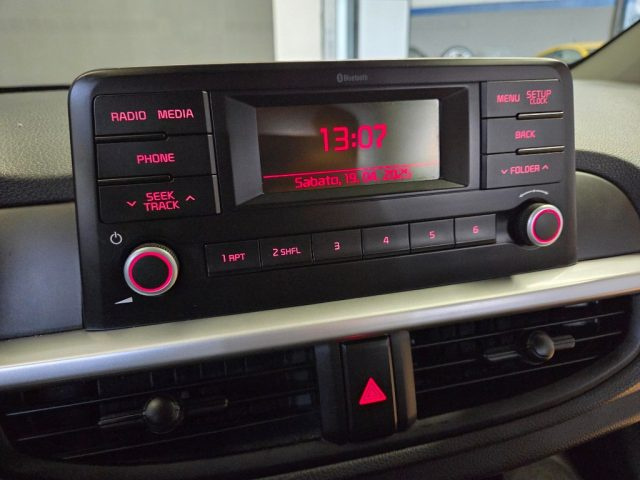 Bluetooth
RADIO MEDIA
PHONE
SEEK
TRACK
13:07
Sabato, 19. 04. 2025
MENU SETUP
CLOCK
BACK
FOLDER
1 RPT
2 SHFL
3
4
5
6